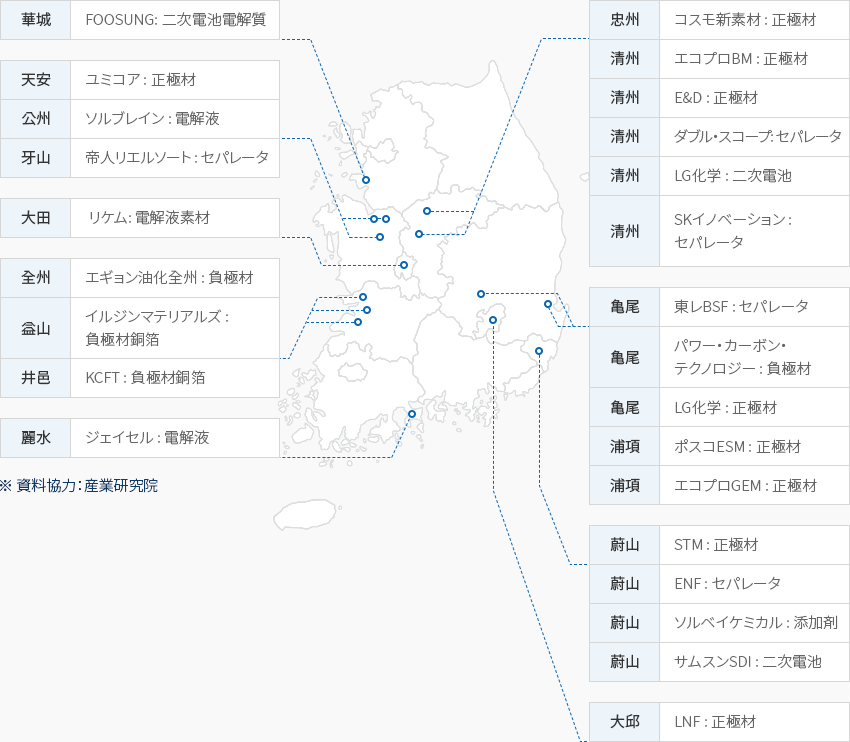 華城 FOOSUNG: 二次電池電解質
天安 ユミコア : 正極材
公州 ソルブレイン : 電解液
牙山 帝人リエルソート : セパレータ
大田 リケム: 電解液素材
全州 エギョン油化全州 : 負極材
益山 イルジンマテリアルズ :
負極材銅箔
井邑 KCFT : 負極材銅箔
麗水 ジェイセル : 電解液
※ 資料協力 : 産業研究院
忠州 コスモ新素材 : 正極材
清州 エコプロBM : 正極材
清州 E&D : 正極材
清州 ダブル・スコープ: セパレータ
清州 LG化学 : 二次電池
清州 SKイノベーション :
セパレータ
亀尾 東レBSF : セパレータ
亀尾 パワー・カーボン・
テクノロジー : 負極材
亀尾 LG化学 : 正極材
浦項 ポスコESM : 正極材
浦項 エコプロGEM : 正極材
蔚山 STM : 正極材
蔚山 ENF : セパレータ
蔚山 ソルベイケミカル : 添加剤
蔚山 サムスンSDI : 二次電池
大邱 LNF : 正極材